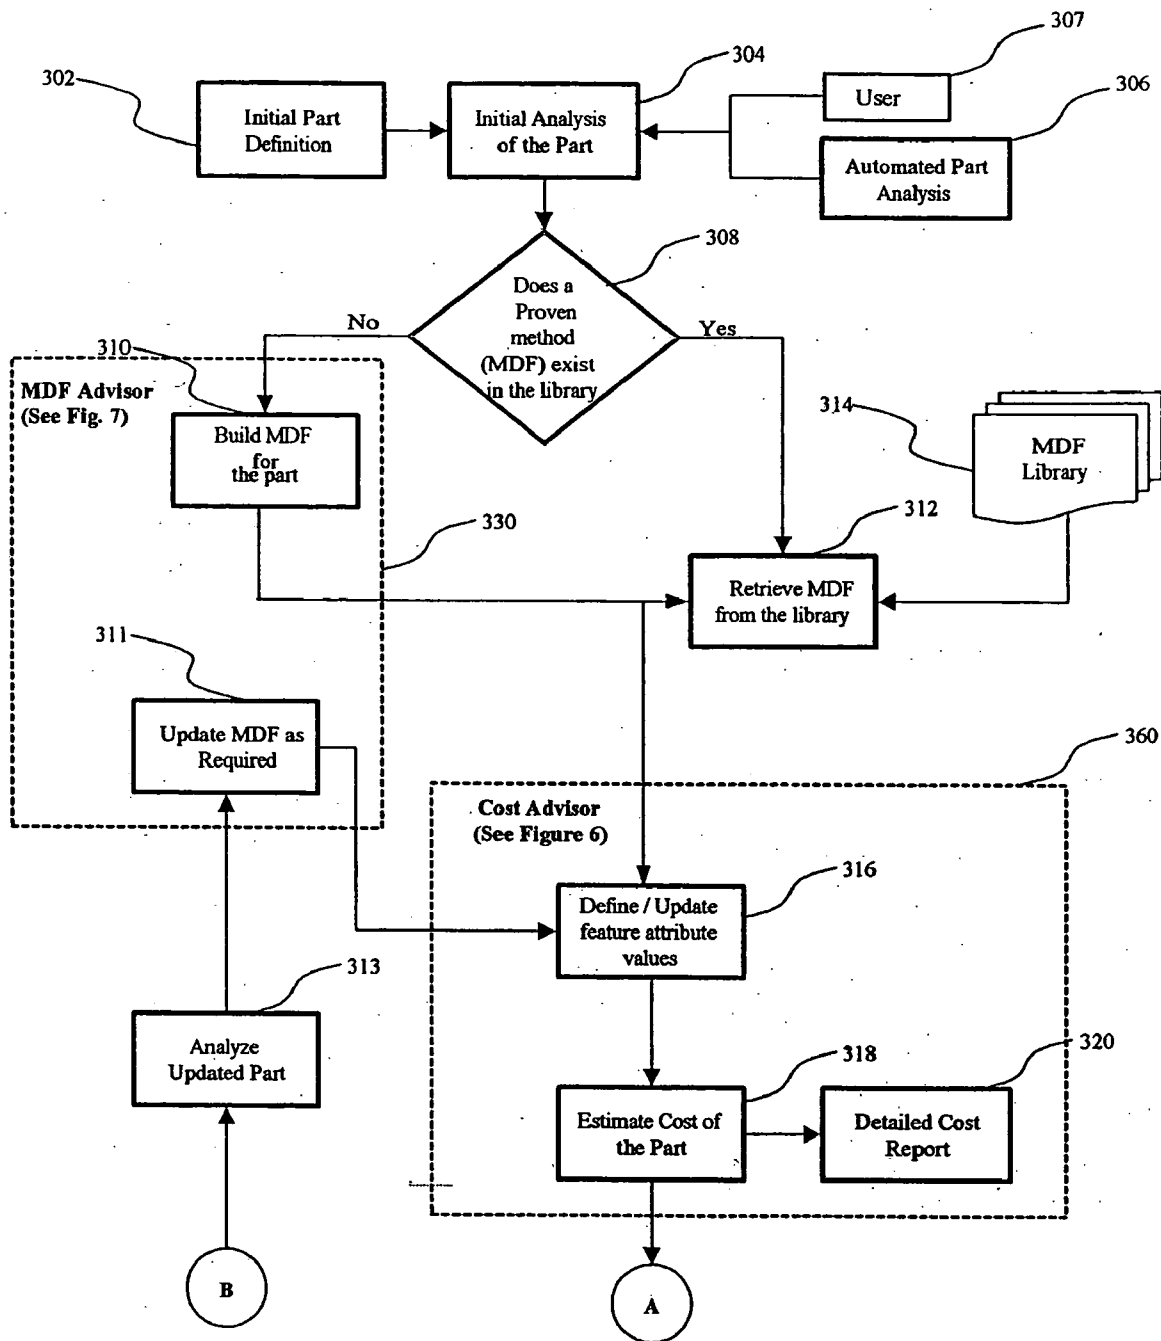 307
304
302
User
306
Initial Part
Definition
Initial Analysis
of the Part
Automated Part
Analysis
308
Does a
Proven
method
(MDF) exist
in the library
No
Yes
310
MDF Advisor
(See Fig. 7)
Build MDF
for
the part
314
MDF
Library
330
312
Retrieve MDF
from the library
311
Update MDF as
Required
360
Cost Advisor
(See Figure 6)
316
Define / Update
feature attribute
values
313
Analyze
Updated Part
318
320
Estimate Cost of
the Part
Detailed Cost
Report
B
A